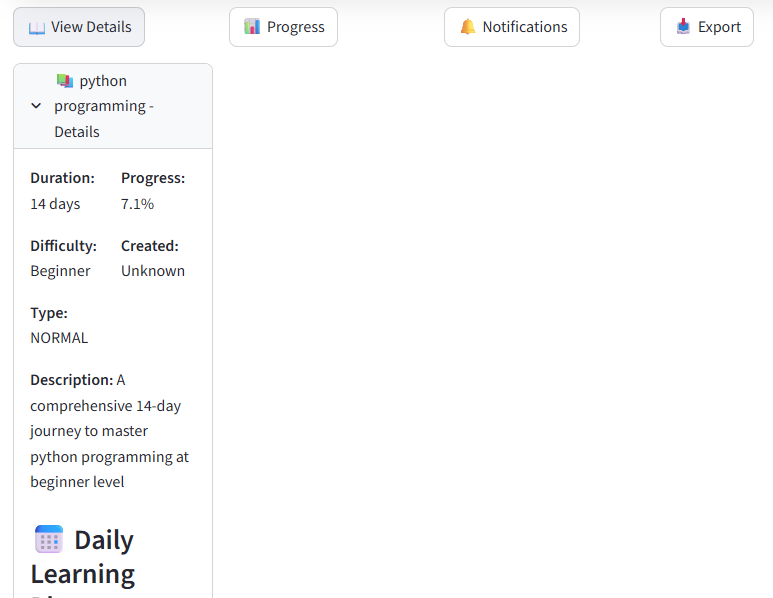 View Details
Progress
Notifications
Export
python
programming -
Details
Duration:
14 days
Progress:
7.1%
Difficulty:
Beginner
Created:
Unknown
Type:
NORMAL
Description: A
comprehensive 14-day
journey to master
python programming at
beginner level
Daily
Learning